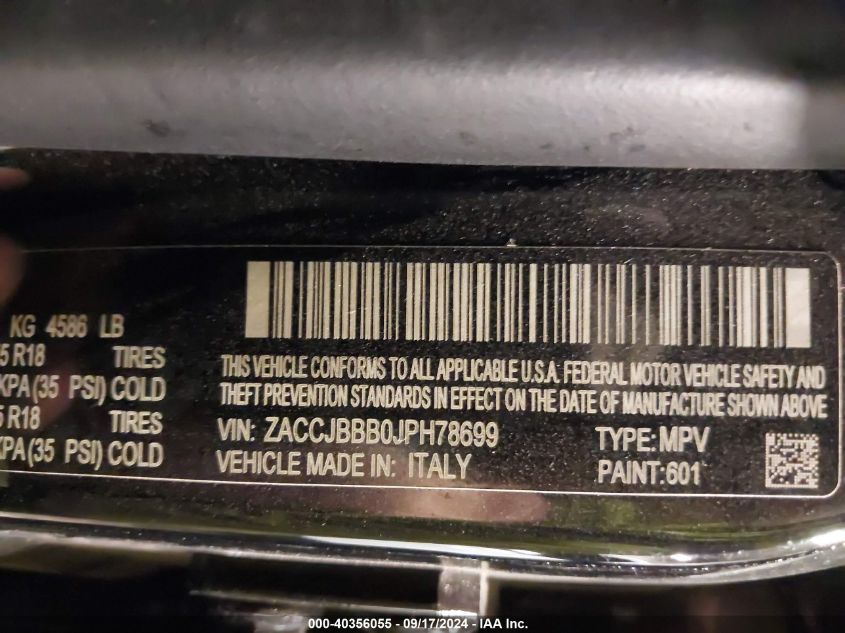 KG 4586 LB
5 R18 TIRES
KPA (35 PSI) COLD
5 R18 TIRES
KPA (35 PSI) COLD
THIS VEHICLE CONFORMS TO ALL APPLICABLE U.S.A. FEDERAL MOTOR VEHICLE SAFETY AND
THEFT PREVENTION STANDARDS IN EFFECT ON THE DATE OF MANUFACTURE SHOWN ABOVE
VIN: ZACCJBBB0JPH78699 TYPE: MPV
VEHICLE MADE IN: ITALY PAINT: 601
000-40356055 - 09/17/2024 - IAA Inc.